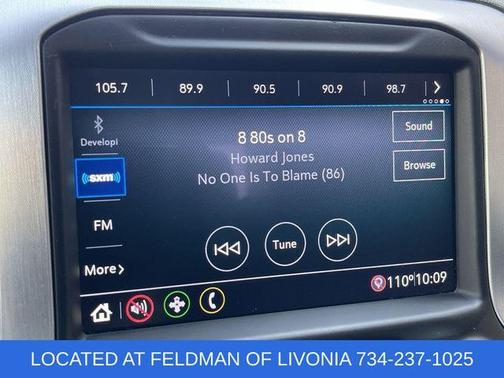 105.7 89.9 90.5 90.9 98.7 >
Developi
8 80s on 8
Sound
Howard Jones
Browse
((sxm))
No One Is To Blame (86)
FM
Tune
More >
110° 10:09
LOCATED AT FELDMAN OF LIVONIA 734-237-1025